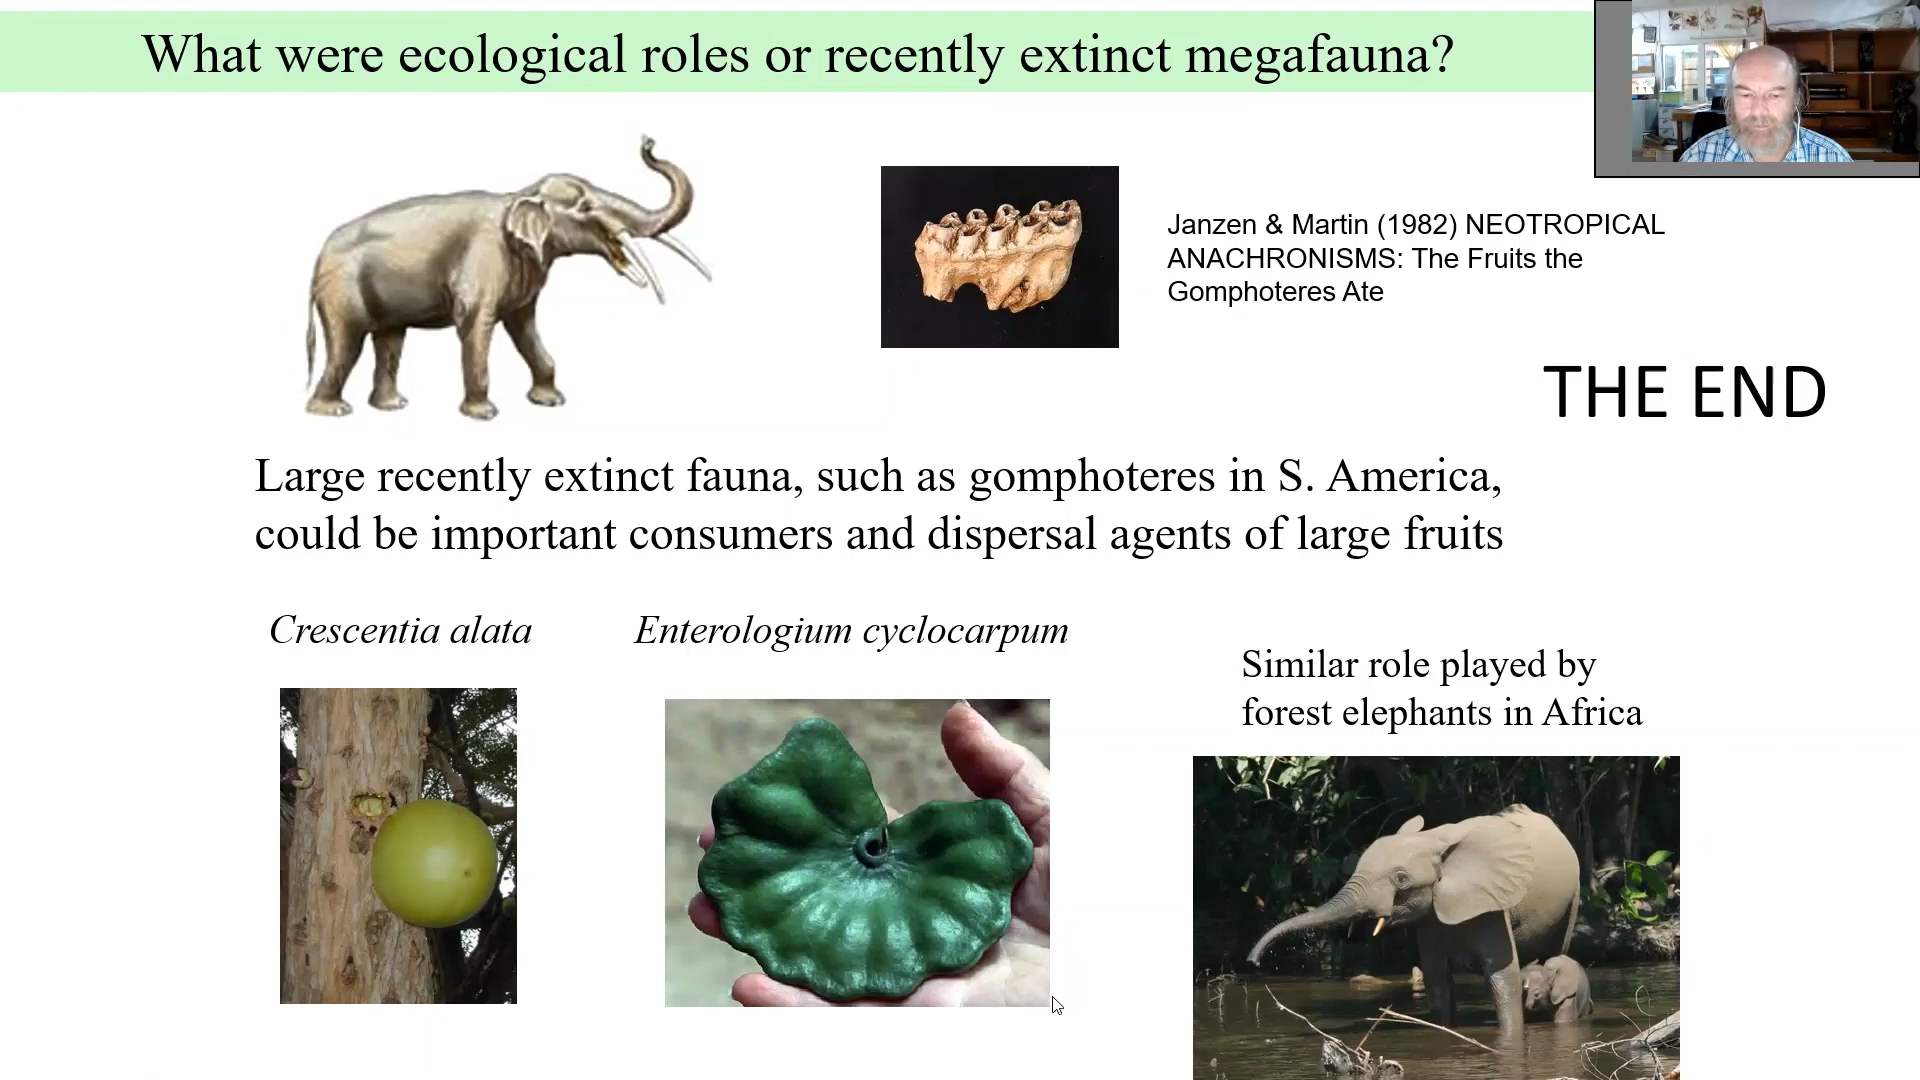 What were ecological roles or recently extinct megafauna?
Janzen & Martin (1982) NEOTROPICAL
ANACHRONISMS: The Fruits the
Gomphoteres Ate
THE END
Large recently extinct fauna, such as gomphoteres in S. America,
could be important consumers and dispersal agents of large fruits
Crescentia alata
Enterologium cyclocarpum
Similar role played by
forest elephants in Africa